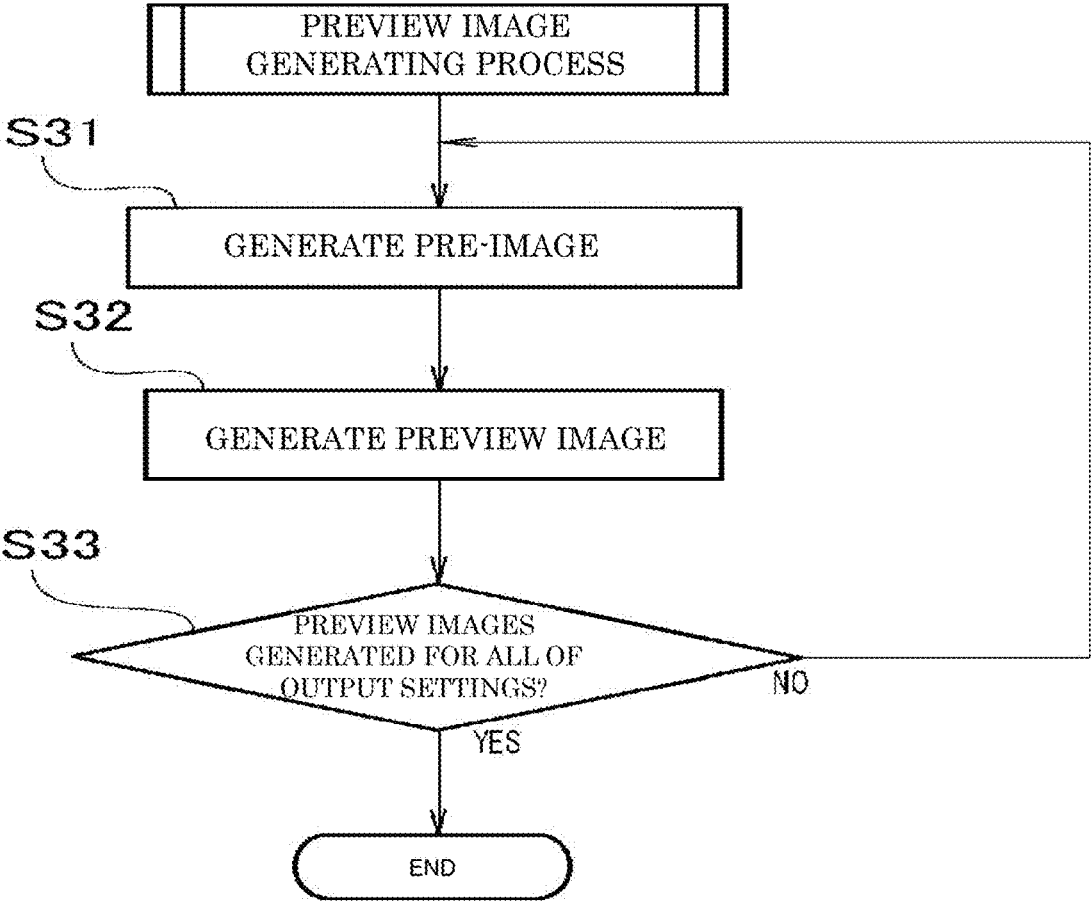 PREVIEW IMAGE
GENERATING PROCESS
S31
GENERATE PRE-IMAGE
S32
GENERATE PREVIEW IMAGE
S33
PREVIEW IMAGES
GENERATED FOR ALL OF
OUTPUT SETTINGS?
NO
YES
END